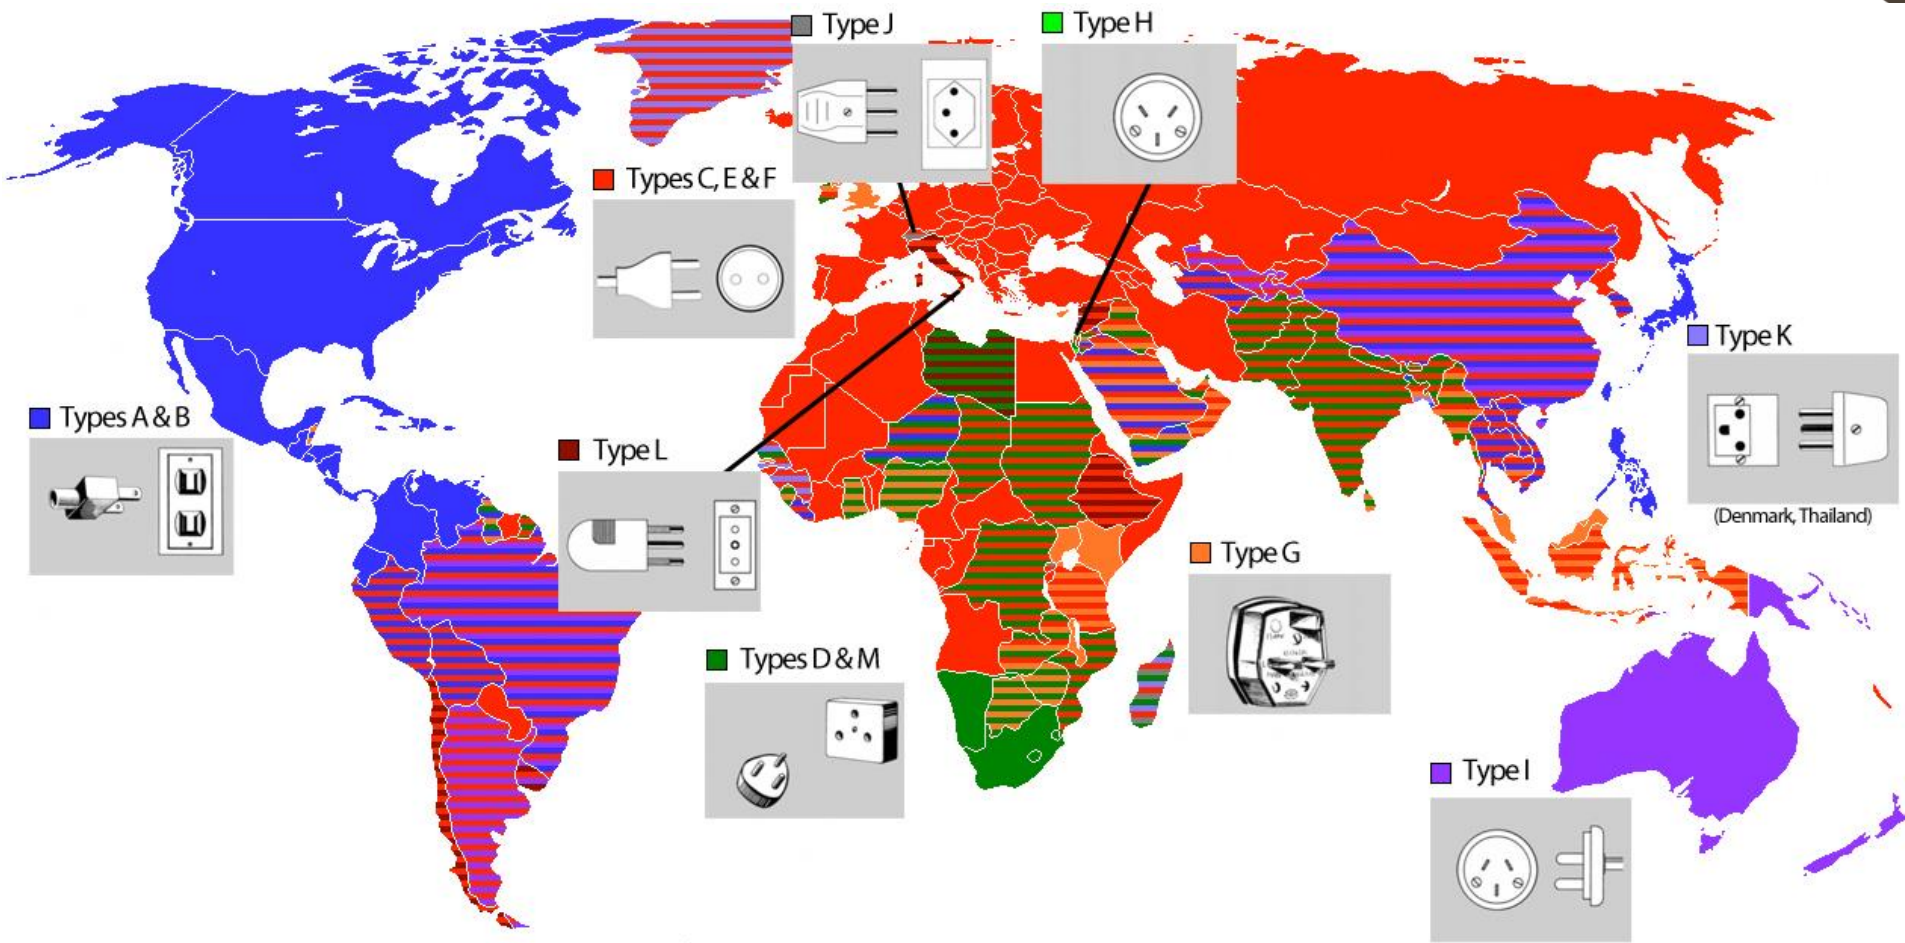 Type J
Type H
Types C, E & F
Type K
(Denmark, Thailand)
Types A & B
Type L
Type G
Types D & M
Type I